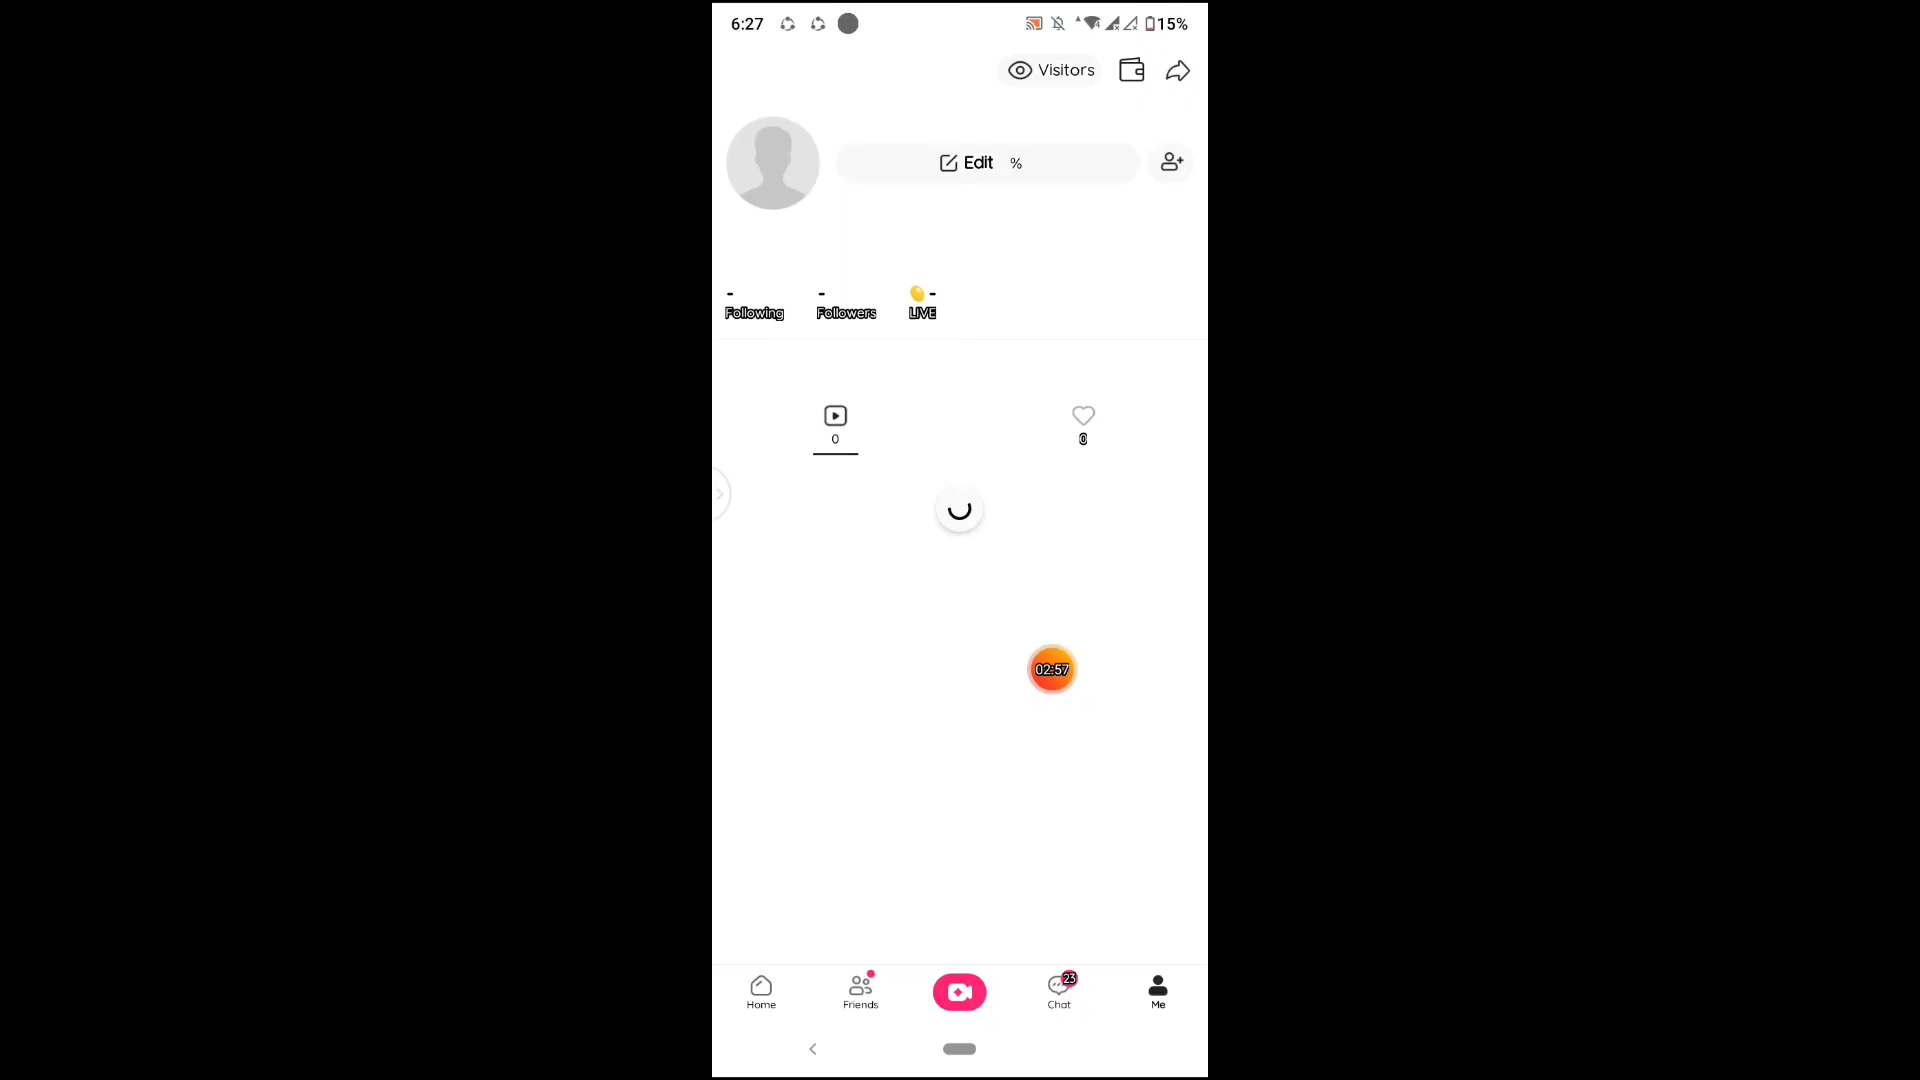 6:27 15%
Visitors
Edit %
- - -
Following Followers LIVE
0 0
02:57
23
Home Friends Chat Me